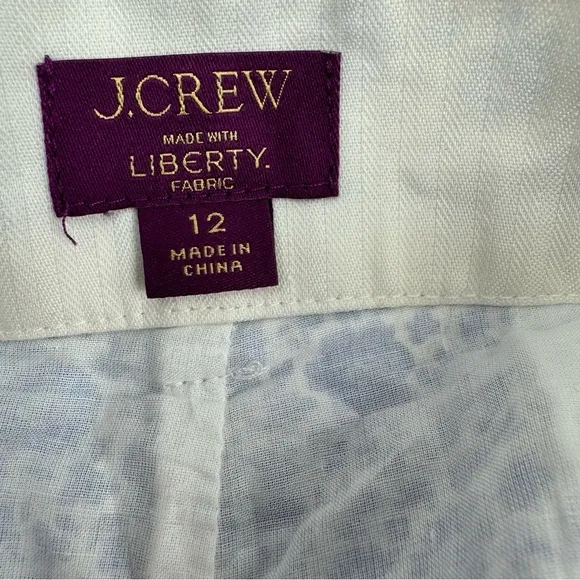 J.CREW
MADE WITH
LIBERTY.
FABRIC
12
MADE IN
CHINA